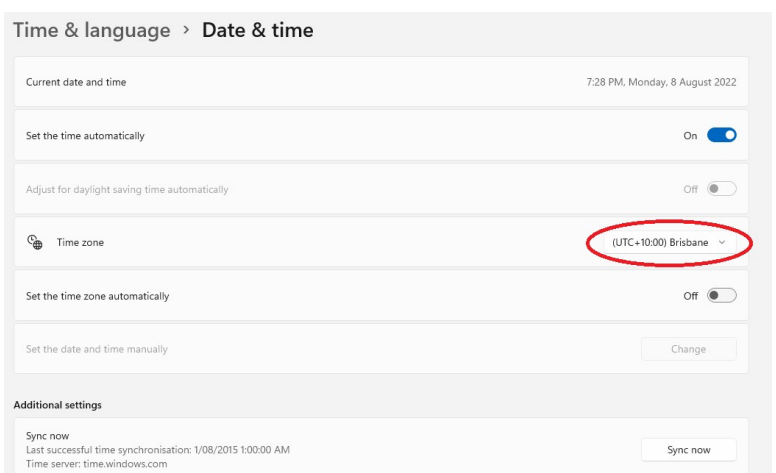 Time & language > Date & time
Current date and time 7:28 PM, Monday, 8 August 2022
Set the time automatically On
Adjust for daylight saving time automatically Off
Time zone (UTC+10:00) Brisbane
Set the time zone automatically Off
Set the date and time manually Change
Additional settings
Sync now
Last successful time synchronisation: 1/08/2015 1:00:00 AM
Time server: time.windows.com
Sync now